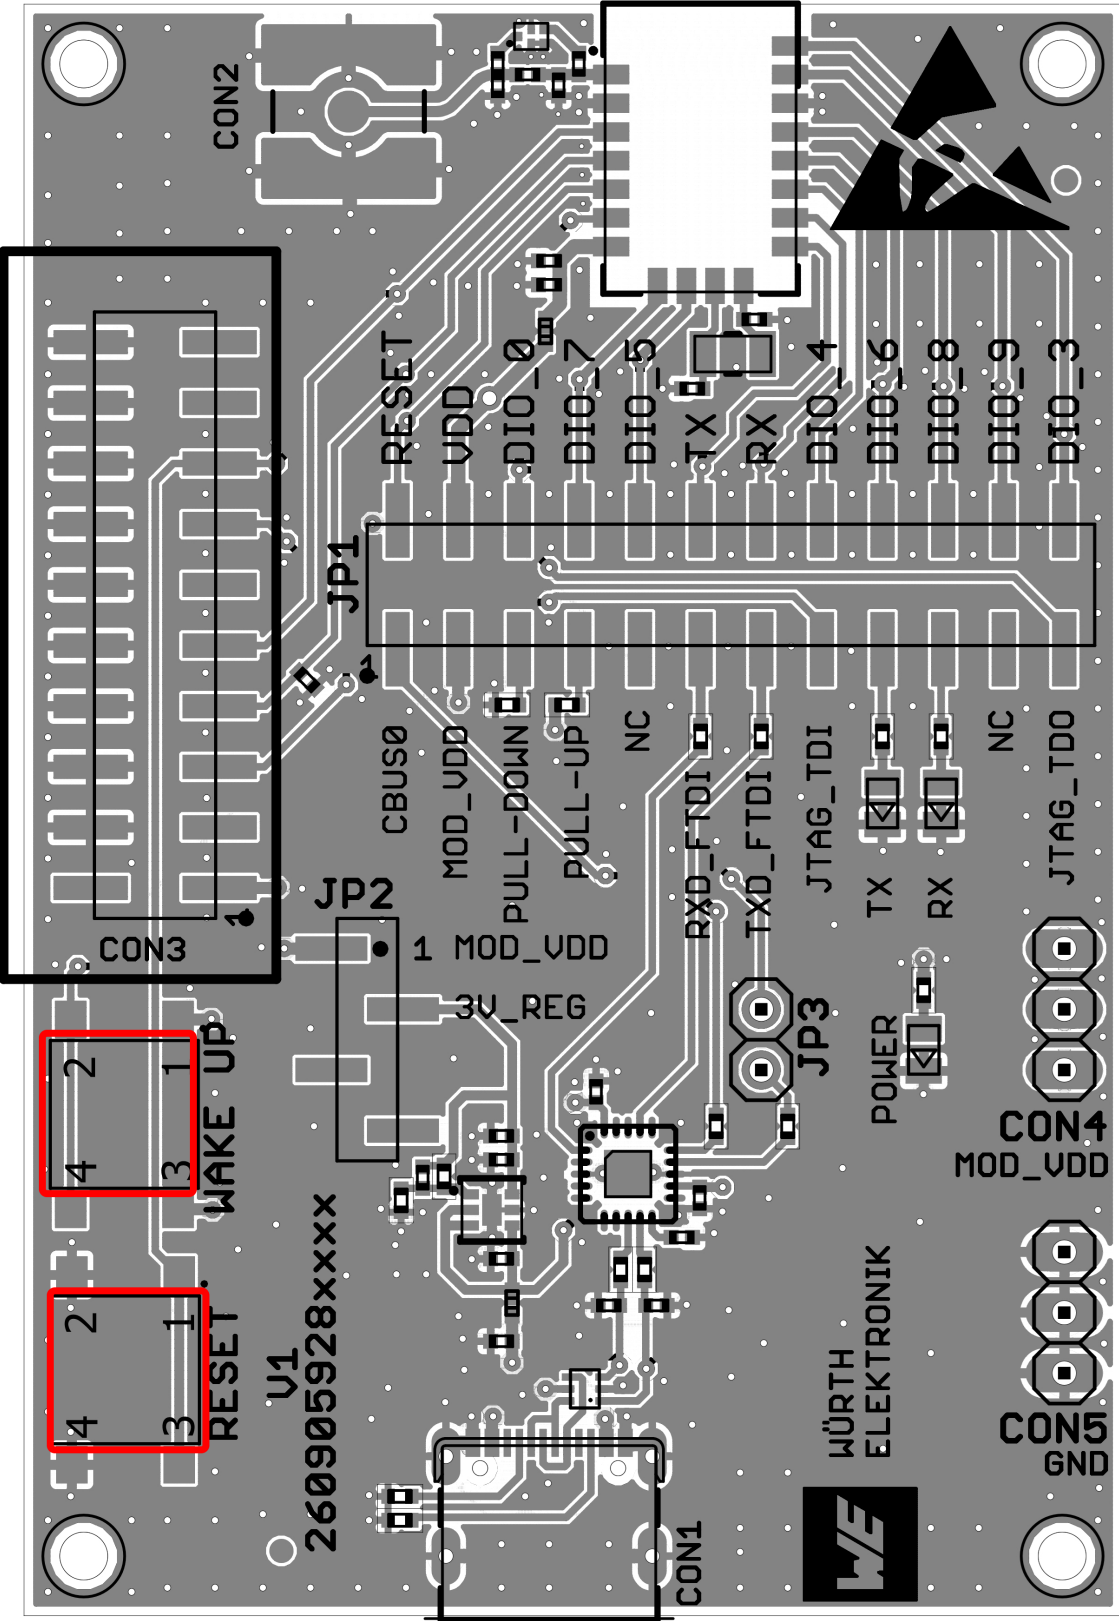 CON2
RESET
VDD
DIO_0
DIO_7
DIO_5
TX
RX
DIO_4
DIO_6
DIO_8
DIO_9
DIO_3
JP1
1
CBUS0
MOD_VDD
PULL-DOWN
PULL-UP
NC
RXD_FTDI
TXD_FTDI
JTAG_TDI
TX
RX
NC
JTAG_TDO
1
CON3
JP2
1 MOD_VDD
3V_REG
JP3
POWER
CON4
MOD_VDD
2 1
4 3
WAKE UP
2 1
4 3
RESET
V1
260905928xxxx
WÜRTH
ELEKTRONIK
CON5
GND
CON1
WE